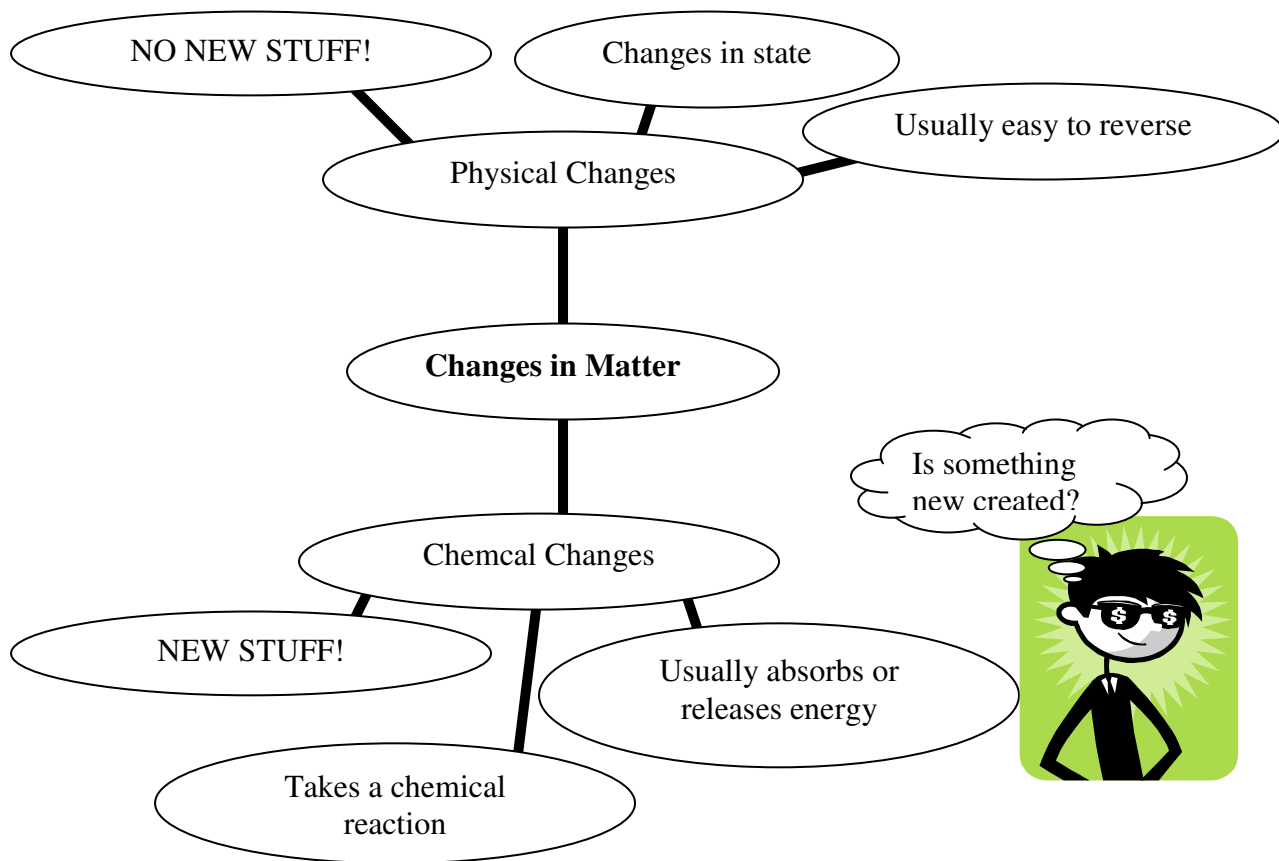 NO NEW STUFF!
Changes in state
Usually easy to reverse
Physical Changes
Changes in Matter
Is something
new created?
Chemcal Changes
NEW STUFF!
Usually absorbs or
releases energy
Takes a chemical
reaction
$ $